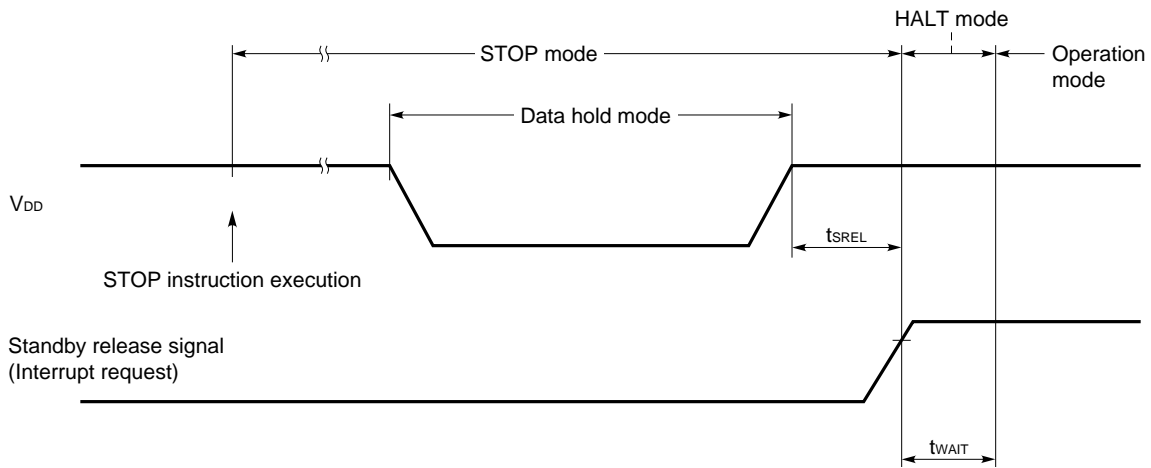 HALT mode
STOP mode
Operation
mode
Data hold mode
VDD
tSREL
STOP instruction execution
Standby release signal
(Interrupt request)
tWAIT